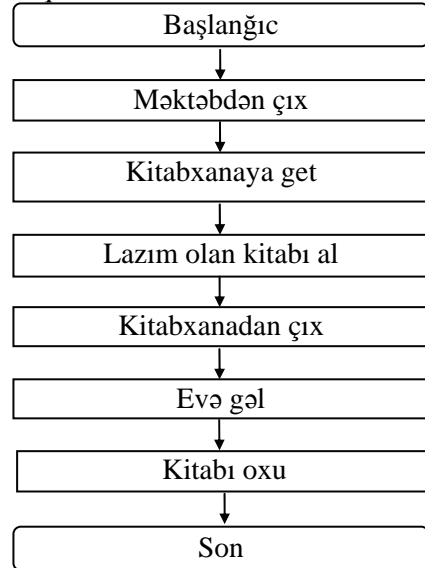 Başlanğıc
Məktəbdən çıx
Kitabxanaya get
Lazım olan kitabı al
Kitabxanadan çıx
Evə gəl
Kitabı oxu
Son